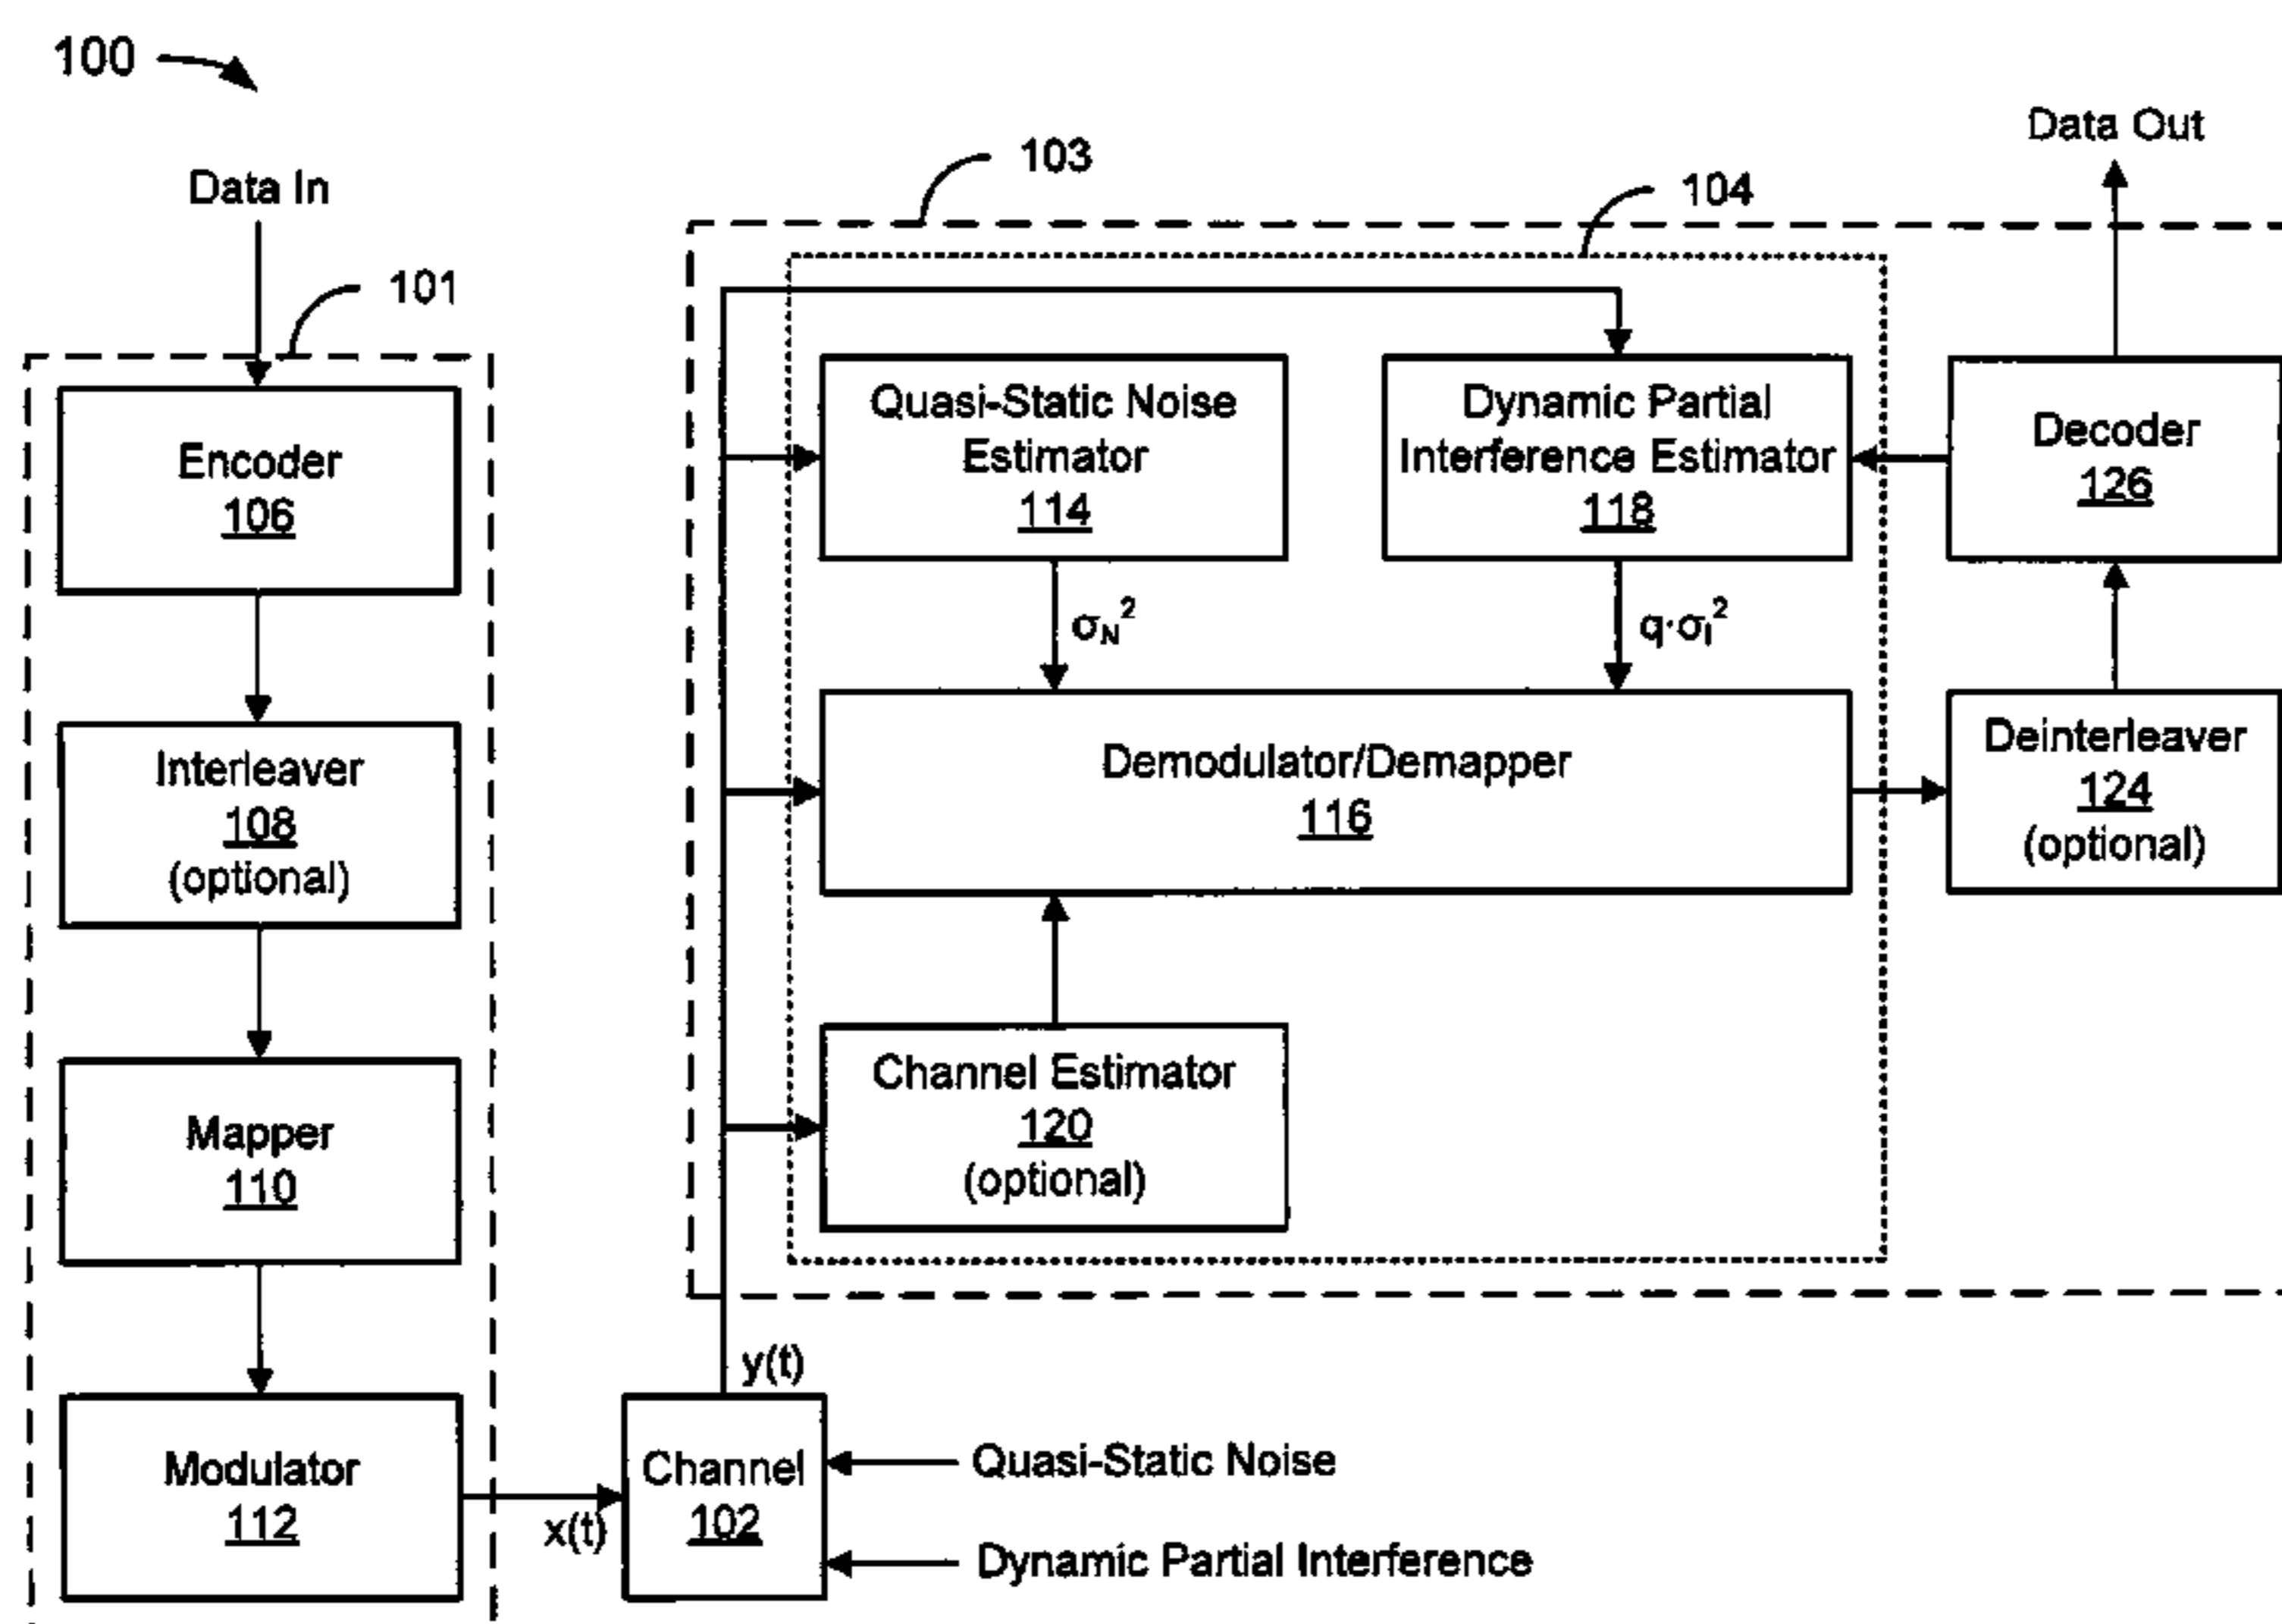 100
Data In
101
Encoder
106
Interleaver
108
(optional)
Mapper
110
Modulator
112
x(t)
Channel
102
y(t)
Quasi-Static Noise
Dynamic Partial Interference
103
104
Quasi-Static Noise
Estimator
114
σN²
Dynamic Partial
Interference Estimator
118
q·σI²
Demodulator/Demapper
116
Channel Estimator
120
(optional)
Deinterleaver
124
(optional)
Decoder
126
Data Out